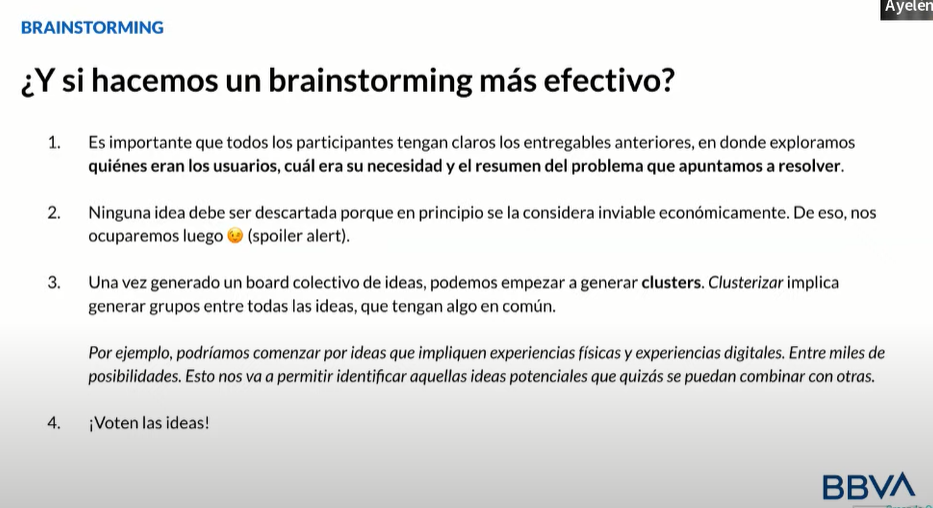 Ayelen
BRAINSTORMING
¿Y si hacemos un brainstorming más efectivo?
1. Es importante que todos los participantes tengan claros los entregables anteriores, en donde exploramos
quiénes eran los usuarios, cuál era su necesidad y el resumen del problema que apuntamos a resolver.
2. Ninguna idea debe ser descartada porque en principio se la considera inviable económicamente. De eso, nos
ocuparemos luego 😉 (spoiler alert).
3. Una vez generado un board colectivo de ideas, podemos empezar a generar clusters. Clusterizar implica
generar grupos entre todas las ideas, que tengan algo en común.
Por ejemplo, podríamos comenzar por ideas que impliquen experiencias físicas y experiencias digitales. Entre miles de
posibilidades. Esto nos va a permitir identificar aquellas ideas potenciales que quizás se puedan combinar con otras.
4. ¡Voten las ideas!
BBVA